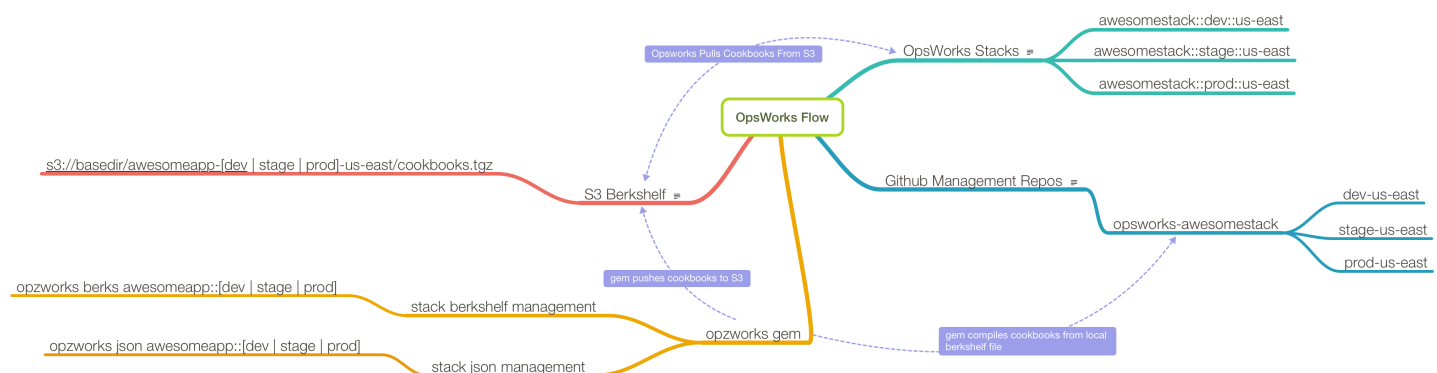 awesomestack::dev::us-east
Opsworks Pulls Cookbooks From S3
OpsWorks Stacks
awesomestack::stage::us-east
awesomestack::prod::us-east
OpsWorks Flow
s3://basedir/awesomeapp-[dev | stage | prod]-us-east/cookbooks.tgz
S3 Berkshelf
Github Management Repos
dev-us-east
opsworks-awesomestack
stage-us-east
prod-us-east
gem pushes cookbooks to S3
opzworks berks awesomeapp::[dev | stage | prod]
stack berkshelf management
opzworks gem
gem compiles cookbooks from local
berkshelf file
opzworks json awesomeapp::[dev | stage | prod]
stack json management